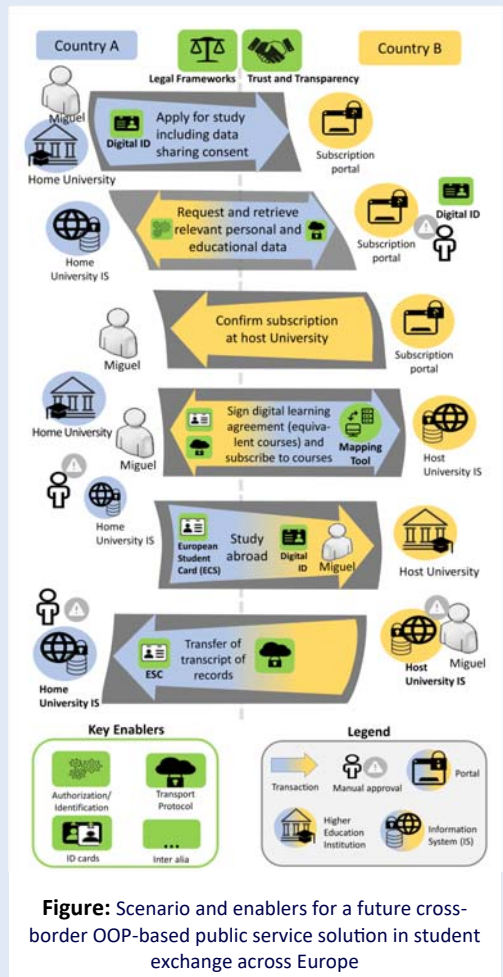 Country A
Country B
Legal Frameworks
Trust and Transparency
Miguel
Home University
Digital ID
Apply for study
including data
sharing consent
Subscription
portal
Home
University IS
Request and retrieve
relevant personal and
educational data
Subscription
portal
Digital ID
Miguel
Confirm subscription
at host University
Subscription
portal
Home University
Miguel
Sign digital learning
agreement (equiva-
lent courses) and
subscribe to courses
Mapping
Tool
Host
University IS
Home
University IS
European
Student
Card (ECS)
Study
abroad
Digital
ID
Miguel
Host University
Home
University IS
ESC
Transfer of
transcript of
records
Host
University IS
Miguel
Key Enablers
Authorization/
Identification
Transport
Protocol
ID cards
...
Inter alia
Legend
Transaction
Manual approval
Portal
Higher
Education
Institution
Information
System (IS)
Figure: Scenario and enablers for a future cross-
border OOP-based public service solution in student
exchange across Europe